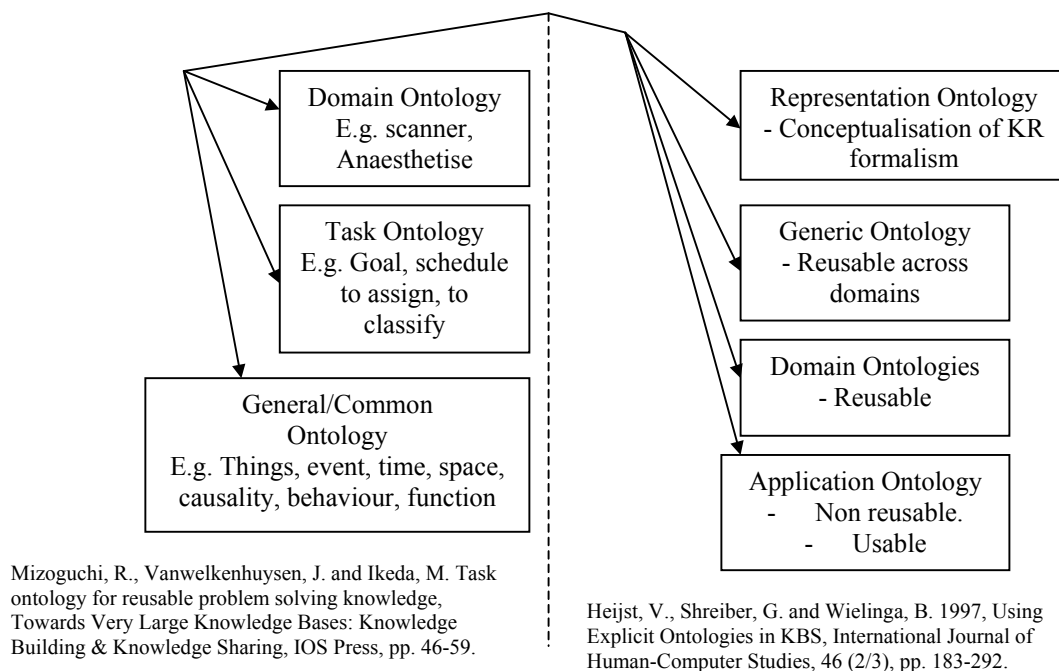 Domain Ontology
E.g. scanner,
Anaesthetise
Task Ontology
E.g. Goal, schedule
to assign, to
classify
General/Common
Ontology
E.g. Things, event, time, space,
causality, behaviour, function
Mizoguchi, R., Vanwelkenhuysen, J. and Ikeda, M. Task
ontology for reusable problem solving knowledge,
Towards Very Large Knowledge Bases: Knowledge
Building & Knowledge Sharing, IOS Press, pp. 46-59.
Representation Ontology
- Conceptualisation of KR
formalism
Generic Ontology
- Reusable across
domains
Domain Ontologies
- Reusable
Application Ontology
- Non reusable.
- Usable
Heijst, V., Shreiber, G. and Wielinga, B. 1997, Using
Explicit Ontologies in KBS, International Journal of
Human-Computer Studies, 46 (2/3), pp. 183-292.